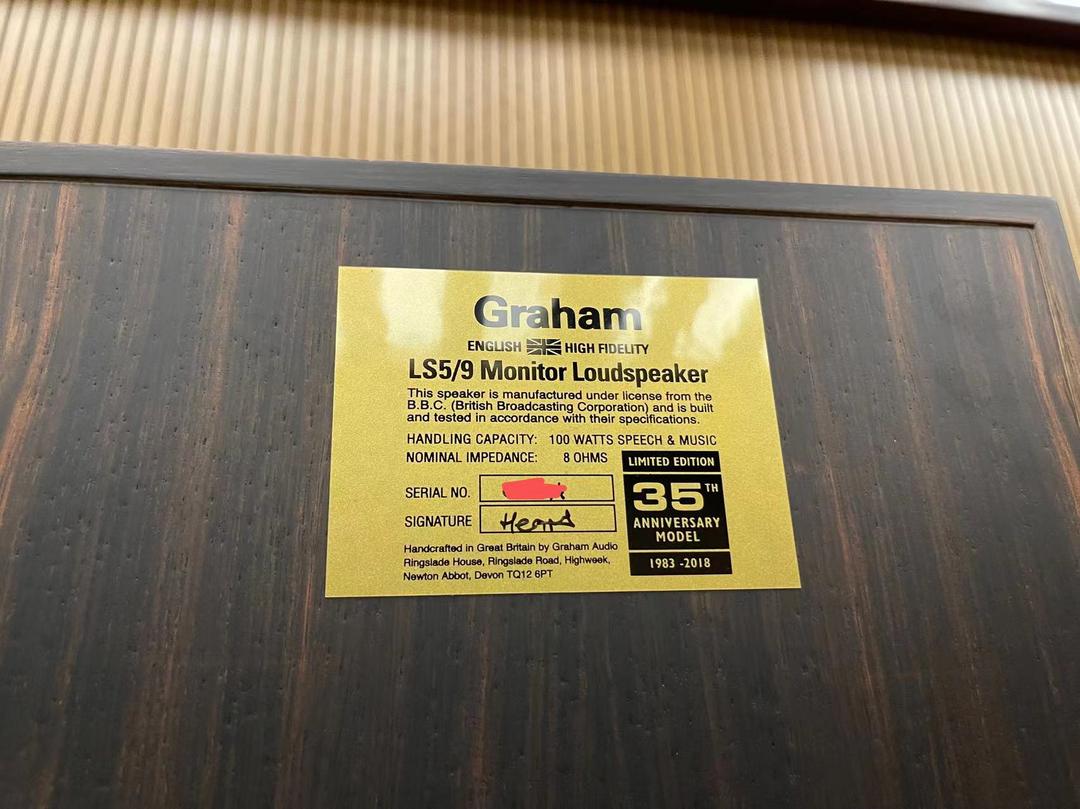 Graham
ENGLISH HIGH FIDELITY
LS5/9 Monitor Loudspeaker
This speaker is manufactured under license from the
B.B.C. (British Broadcasting Corporation) and is built
and tested in accordance with their specifications.
HANDLING CAPACITY: 100 WATTS SPEECH & MUSIC
NOMINAL IMPEDANCE: 8 OHMS
SERIAL NO.
SIGNATURE
Handcrafted in Great Britain by Graham Audio
Ringslade House, Ringslade Road, Highweek,
Newton Abbot, Devon TQ12 6PT
LIMITED EDITION
35TH
ANNIVERSARY
MODEL
1983 -2018